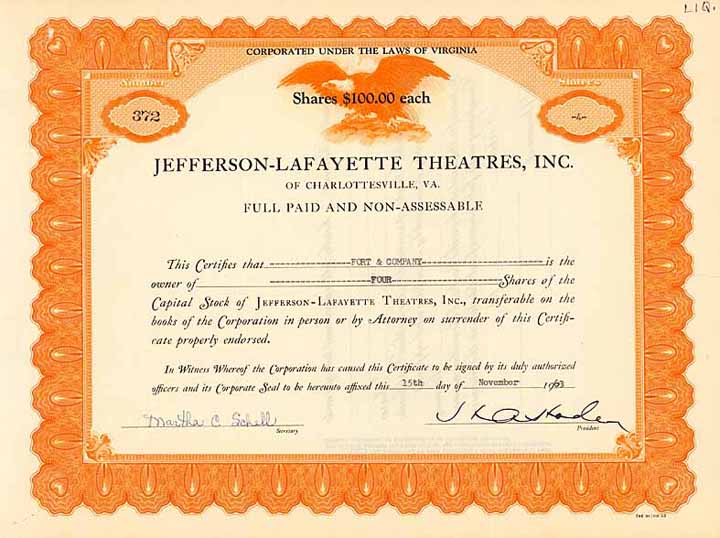 LIQ.
CORPORATED UNDER THE LAWS OF VIRGINIA
Number
Shares
Shares $100.00 each
372
-4-
JEFFERSON-LAFAYETTE THEATRES, INC.
OF CHARLOTTESVILLE, VA.
FULL PAID AND NON-ASSESSABLE
This Certifies that FORT & COMPANY is the
owner of FOUR Shares of the
Capital Stock of JEFFERSON-LAFAYETTE THEATRES, INC., transferable on the
books of the Corporation in person or by Attorney on surrender of this Certifi-
cate properly endorsed.
In Witness Whereof the Corporation has caused this Certificate to be signed by its duly authorized
officers and its Corporate Seal to be hereunto affixed this 15th day of November 1963
Martha C Schell
Secretary
President